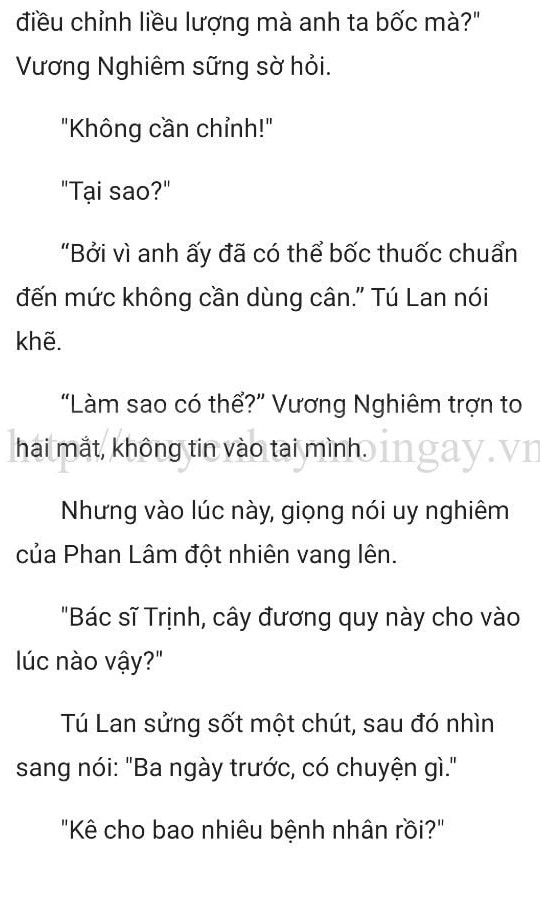 điều chỉnh liều lượng mà anh ta bốc mà?"
Vương Nghiêm sững sờ hỏi.
"Không cần chỉnh!"
"Tại sao?"
“Bởi vì anh ấy đã có thể bốc thuốc chuẩn
đến mức không cần dùng cân.” Tú Lan nói
khẽ.
“Làm sao có thể?” Vương Nghiêm trợn to
hai mắt, không tin vào tai mình.
http://truyenhaymoingay.vn
Nhưng vào lúc này, giọng nói uy nghiêm
của Phan Lâm đột nhiên vang lên.
"Bác sĩ Trịnh, cây đương quy này cho vào
lúc nào vậy?"
Tú Lan sửng sốt một chút, sau đó nhìn
sang nói: "Ba ngày trước, có chuyện gì."
"Kê cho bao nhiêu bệnh nhân rồi?"